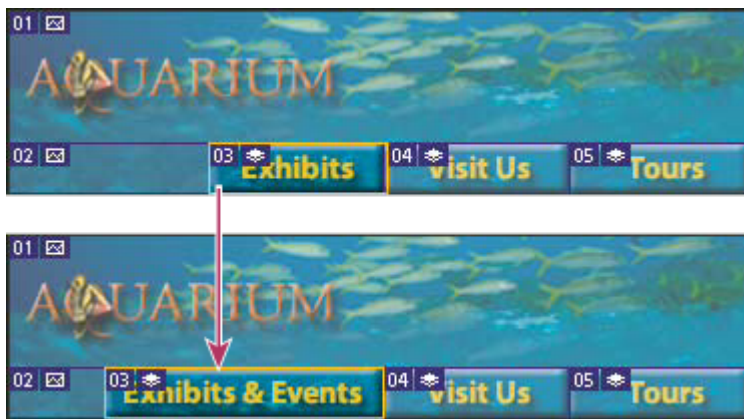 01
AQUARIUM
02 03 Exhibits 04 Visit Us 05 Tours
01
AQUARIUM
02 03 Exhibits & Events 04 Visit Us 05 Tours